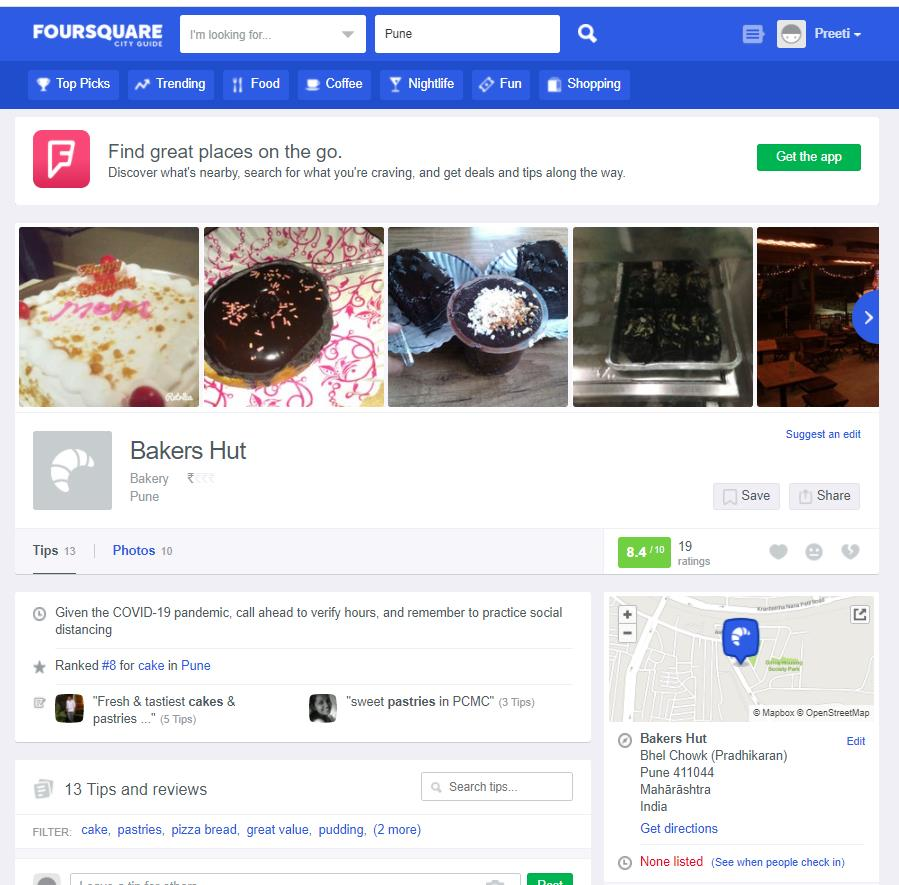 FOURSQUARE
CITY GUIDE
I'm looking for...
Pune
Preeti
Top Picks
Trending
Food
Coffee
Nightlife
Fun
Shopping
Find great places on the go.
Discover what's nearby, search for what you're craving, and get deals and tips along the way.
Get the app
Happy
Birthday
Mom
Retrika
Bakers Hut
Suggest an edit
Bakery ₹₹₹₹
Pune
Save
Share
Tips 13
Photos 10
8.4 / 10
19
ratings
Given the COVID-19 pandemic, call ahead to verify hours, and remember to practice social
distancing
Ranked #8 for cake in Pune
"Fresh & tastiest cakes &
pastries ..." (5 Tips)
"sweet pastries in PCMC" (3 Tips)
13 Tips and reviews
Search tips...
FILTER: cake, pastries, pizza bread, great value, pudding, (2 more)
Leave a tip for others
Post
+
−
Society Park
© Mapbox © OpenStreetMap
Bakers Hut
Edit
Bhel Chowk (Pradhikaran)
Pune 411044
Mahārāshtra
India
Get directions
None listed (See when people check in)